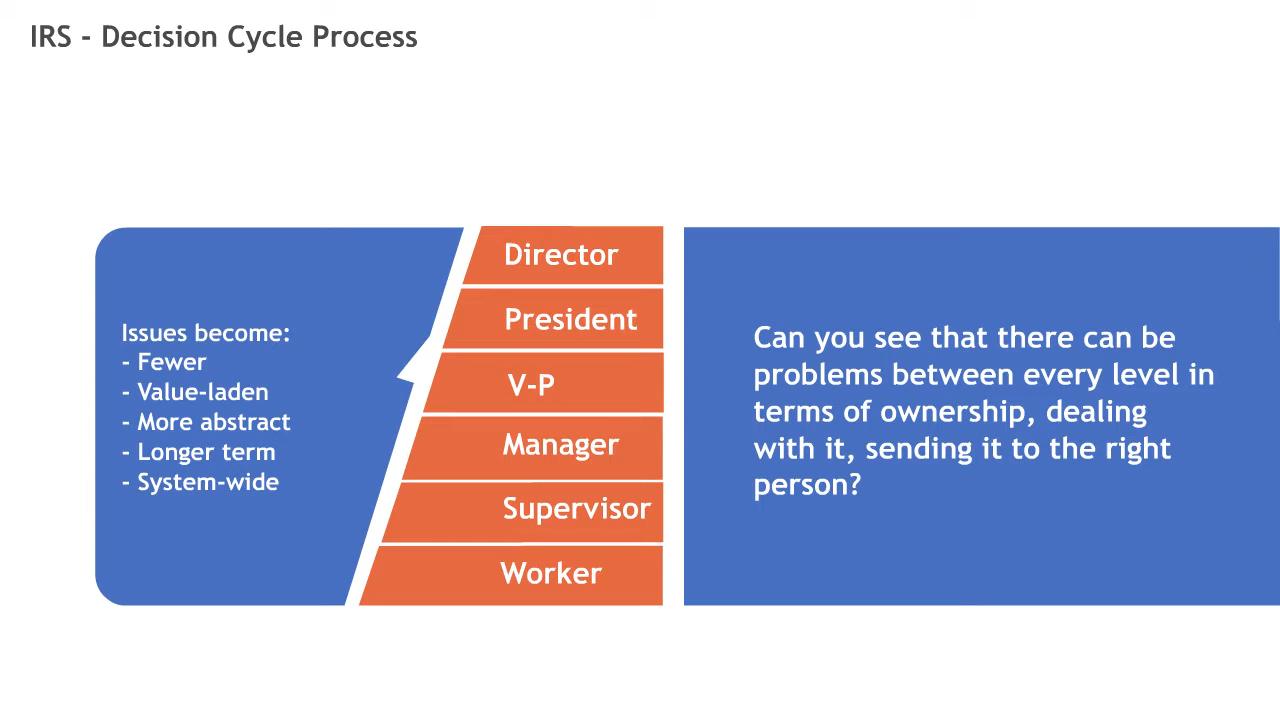 IRS - Decision Cycle Process
Issues become:
- Fewer
- Value-laden
- More abstract
- Longer term
- System-wide
Director
President
V-P
Manager
Supervisor
Worker
Can you see that there can be
problems between every level in
terms of ownership, dealing
with it, sending it to the right
person?